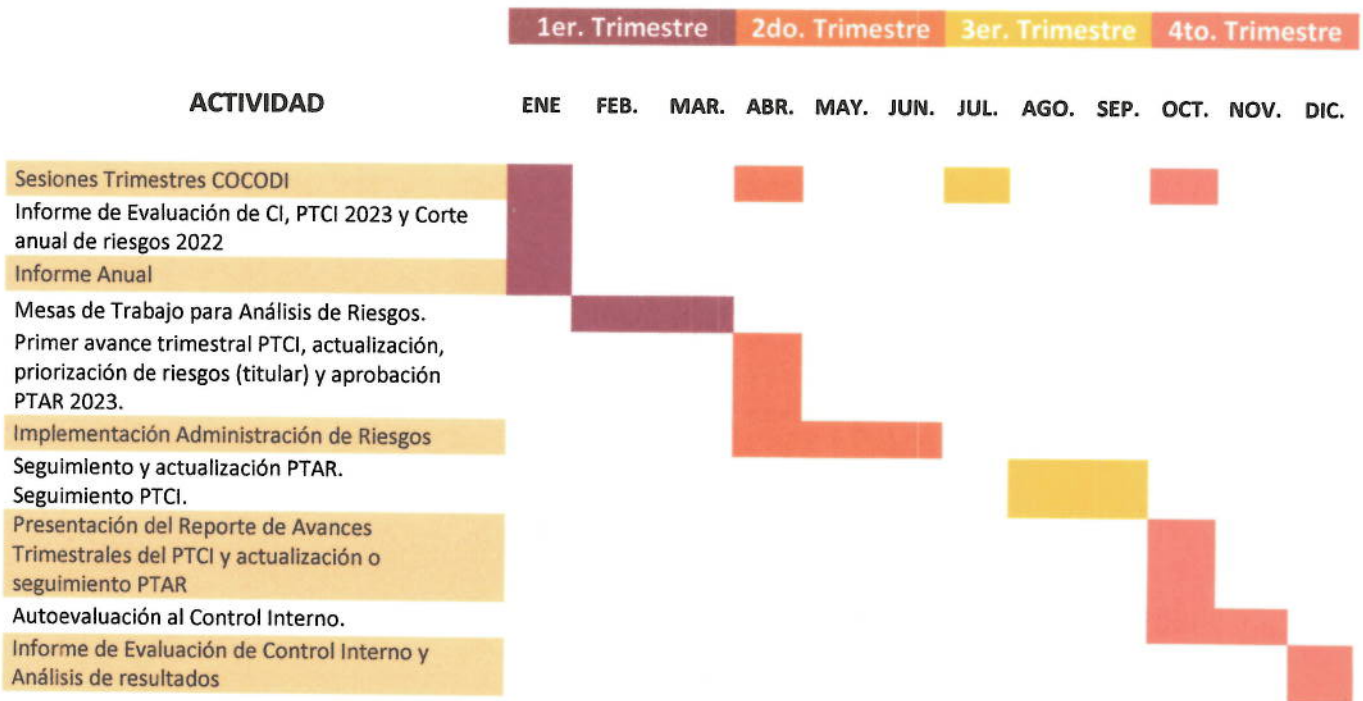 1er. Trimestre 2do. Trimestre 3er. Trimestre 4to. Trimestre
ACTIVIDAD ENE FEB. MAR. ABR. MAY. JUN. JUL. AGO. SEP. OCT. NOV. DIC.
Sesiones Trimestres COCODI
Informe de Evaluación de CI, PTCI 2023 y Corte
anual de riesgos 2022
Informe Anual
Mesas de Trabajo para Análisis de Riesgos.
Primer avance trimestral PTCI, actualización,
priorización de riesgos (titular) y aprobación
PTAR 2023.
Implementación Administración de Riesgos
Seguimiento y actualización PTAR.
Seguimiento PTCI.
Presentación del Reporte de Avances
Trimestrales del PTCI y actualización o
seguimiento PTAR
Autoevaluación al Control Interno.
Informe de Evaluación de Control Interno y
Análisis de resultados